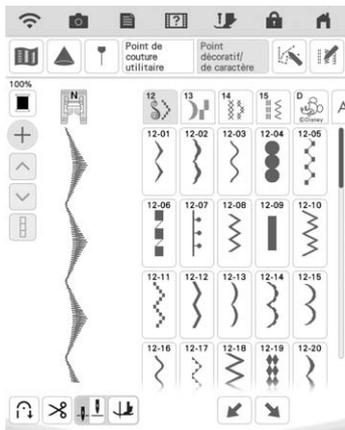 Point de
couture
utilitaire
Point
décoratif/
de caractère
100%
N
12
13
14
15
D
©Disney
A
12-01
12-02
12-03
12-04
12-05
12-06
12-07
12-08
12-09
12-10
12-11
12-12
12-13
12-14
12-15
12-16
12-17
12-18
12-19
12-20